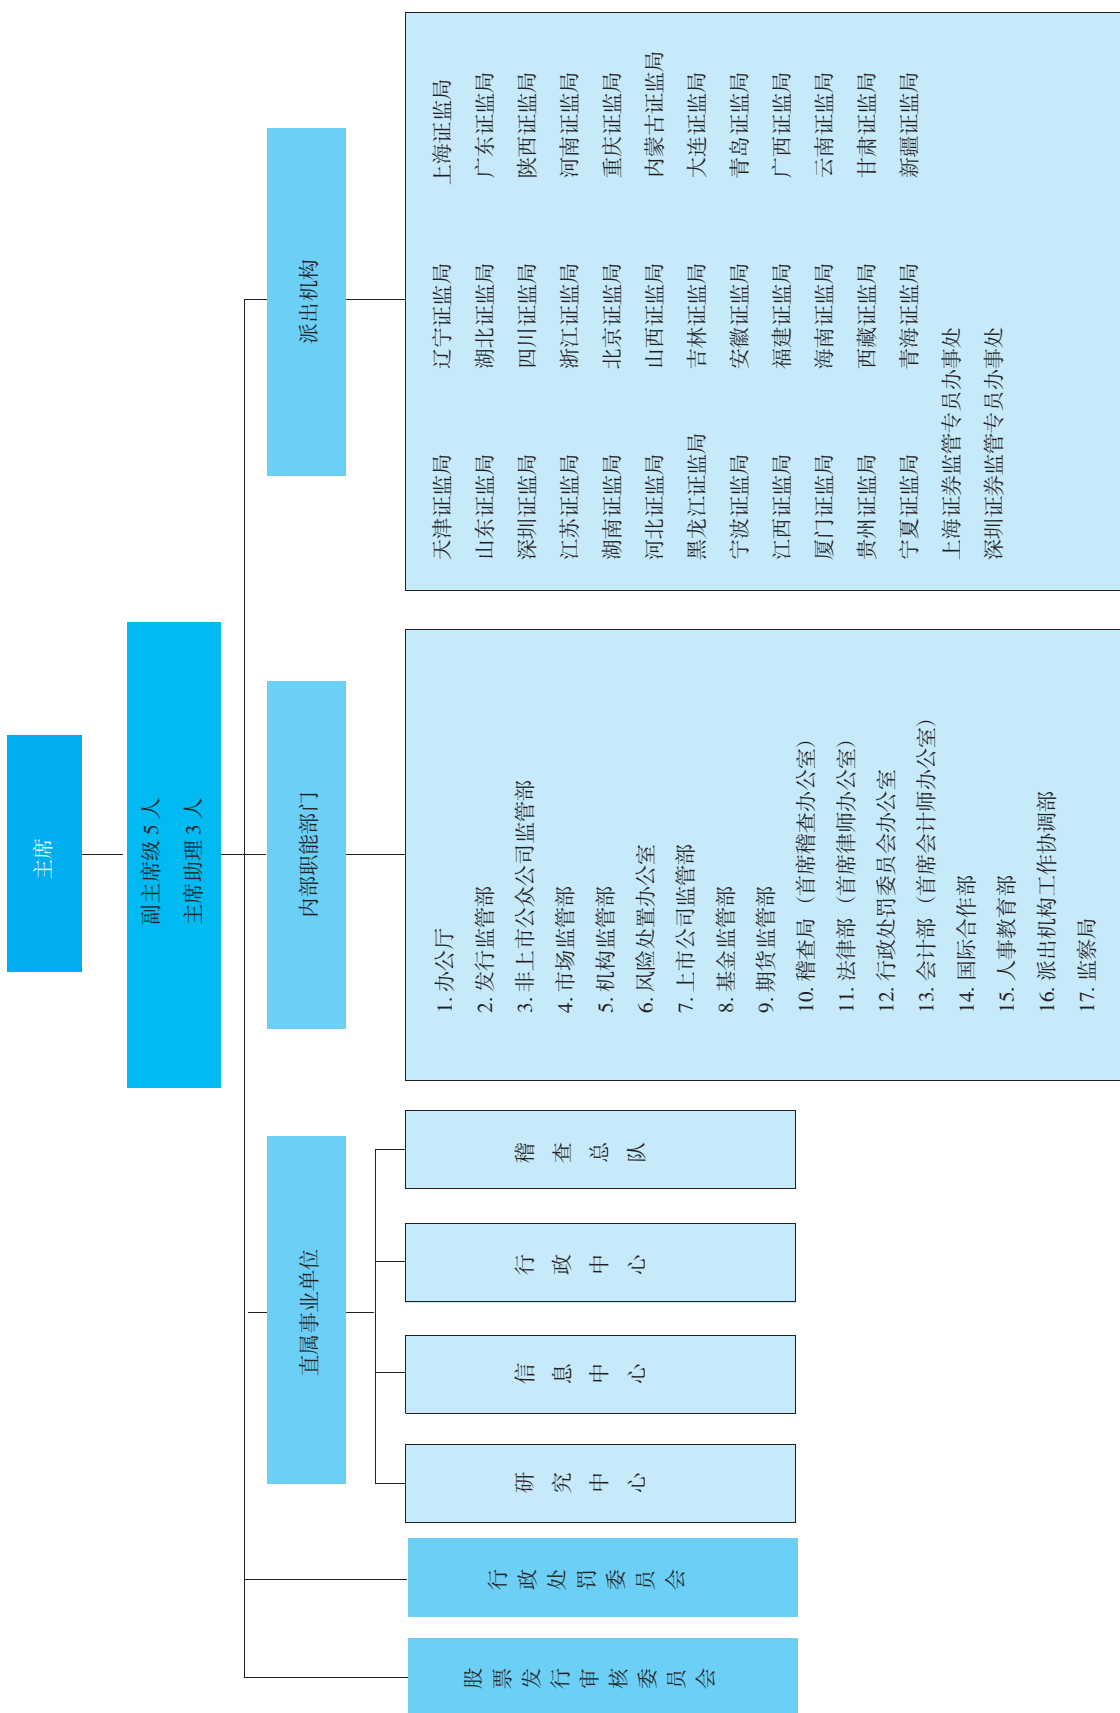 主席
副主席级 5 人
主席助理 3 人
股票发行审核委员会
行政处罚委员会
直属事业单位
研究中心
信息中心
行政中心
稽查总队
内部职能部门
1. 办公厅
2. 发行监管部
3. 非上市公众公司监管部
4. 市场监管部
5. 机构监管部
6. 风险处置办公室
7. 上市公司监管部
8. 基金监管部
9. 期货监管部
10. 稽查局（首席稽查办公室）
11. 法律部（首席律师办公室）
12. 行政处罚委员会办公室
13. 会计部（首席会计师办公室）
14. 国际合作部
15. 人事教育部
16. 派出机构工作协调部
17. 监察局
派出机构
天津证监局 辽宁证监局 上海证监局
山东证监局 湖北证监局 广东证监局
深圳证监局 四川证监局 陕西证监局
江苏证监局 浙江证监局 河南证监局
湖南证监局 北京证监局 重庆证监局
河北证监局 山西证监局 内蒙古证监局
黑龙江证监局 吉林证监局 大连证监局
宁波证监局 安徽证监局 青岛证监局
江西证监局 福建证监局 广西证监局
厦门证监局 海南证监局 云南证监局
贵州证监局 西藏证监局 甘肃证监局
宁夏证监局 青海证监局 新疆证监局
上海证券监管专员办事处
深圳证券监管专员办事处